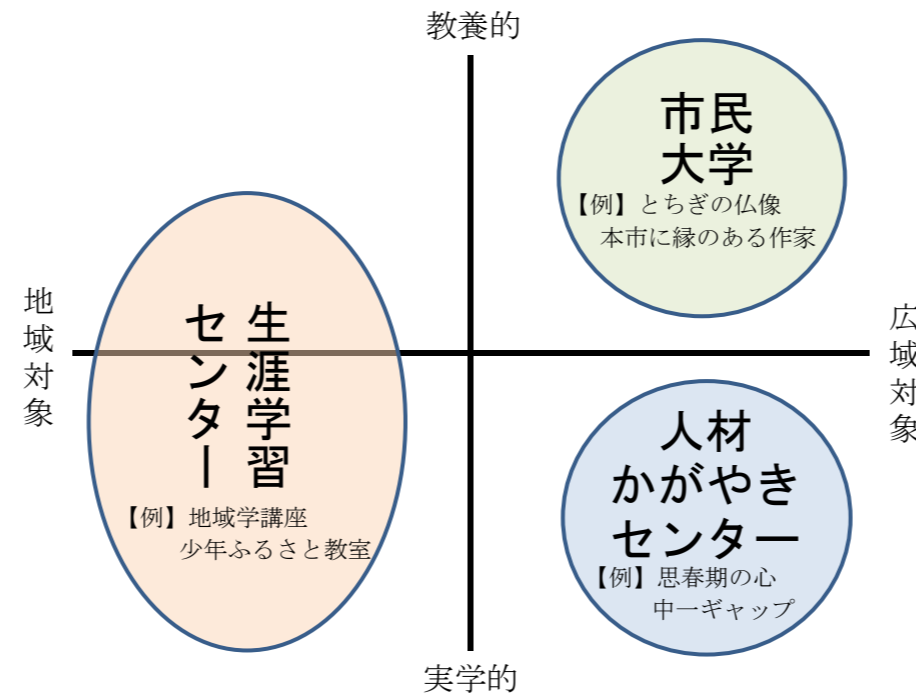 教養的
市民
大学
【例】とちぎの仏像
本市に縁のある作家
地域対象
生涯学習
センター
【例】地域学講座
少年ふるさと教室
広域対象
人材
かがやき
センター
【例】思春期の心
中一ギャップ
実学的